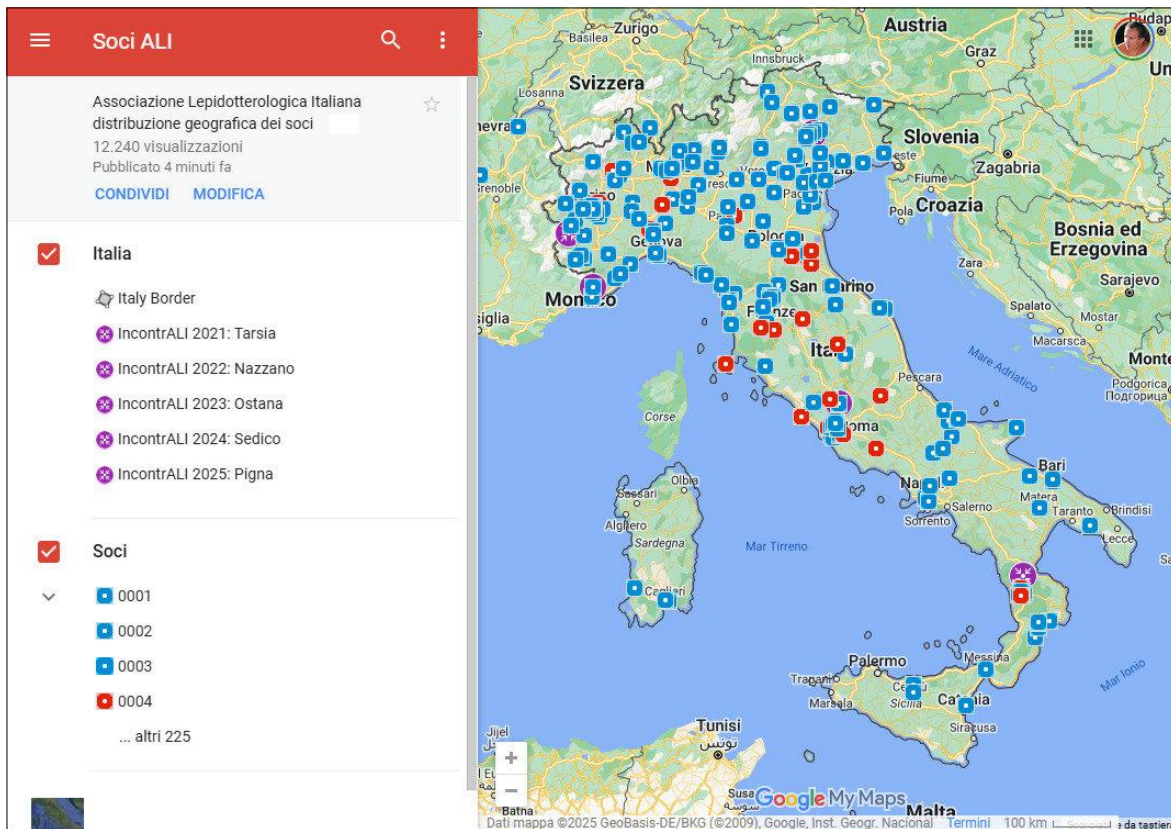 Soci ALI
Associazione Lepidotterologica Italiana
distribuzione geografica dei soci
12.240 visualizzazioni
Pubblicato 4 minuti fa
CONDIVIDI MODIFICA
Italia
Italy Border
IncontrALI 2021: Tarsia
IncontrALI 2022: Nazzano
IncontrALI 2023: Ostana
IncontrALI 2024: Sedico
IncontrALI 2025: Pigna
Soci
0001
0002
0003
0004
... altri 225
Zurigo
Basilea
Austria
Graz
Innsbruck
Svizzera
Losanna
Slovenia
Zagabria
Grenoble
Fiume
Croazia
Pola
Bosnia ed
Erzegovina
Genova
Bologna
Zara
Sarajevo
San Marino
Monaco
Firenze
Spalato
Mostar
Macarsca
Mare Adriatico
Pescara
Podgorica
Подгорица
Corse
Roma
Bari
Olbia
Sassari
Alghero
Sardegna
Napoli
Sorrento
Salerno
Matera
Taranto
Brindisi
Lecce
Mar Tirreno
Cagliari
Messina
Palermo
Trapani
Marsala
Sicilia
Catania
Siracusa
Mar Ionio
Tunisi
تونس
Jijel
Batna
Malta
Google My Maps
Dati mappa ©2025 GeoBasis-DE/BKG (©2009), Google, Inst. Geogr. Nacional Termini 100 km